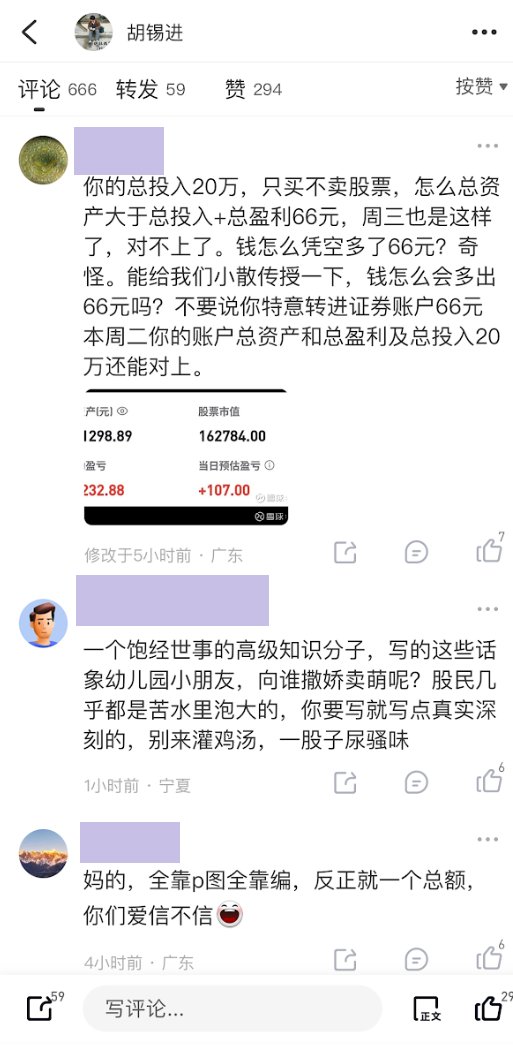 胡锡进
评论 666 转发 59 赞 294 按赞
你的总投入20万，只买不卖股票，怎么总资
产大于总投入+总盈利66元，周三也是这样
了，对不上了。钱怎么凭空多了66元？奇
怪。能给我们小散传授一下，钱怎么会多出
66元吗？不要说你特意转进证券账户66元
本周二你的账户总资产和总盈利及总投入20
万还能对上。
产(元) 股票市值
1298.89 162784.00
盈亏 当日预估盈亏
232.88 +107.00
雪球
雪球
修改于5小时前 · 广东 7
一个饱经世事的高级知识分子，写的这些话
象幼儿园小朋友，向谁撒娇卖萌呢？股民几
乎都是苦水里泡大的，你要写就写点真实深
刻的，别来灌鸡汤，一股子尿骚味
1小时前 · 宁夏 6
妈的，全靠p图全靠编，反正就一个总额，
你们爱信不信
4小时前 · 广东 6
59 写评论... 正文 29